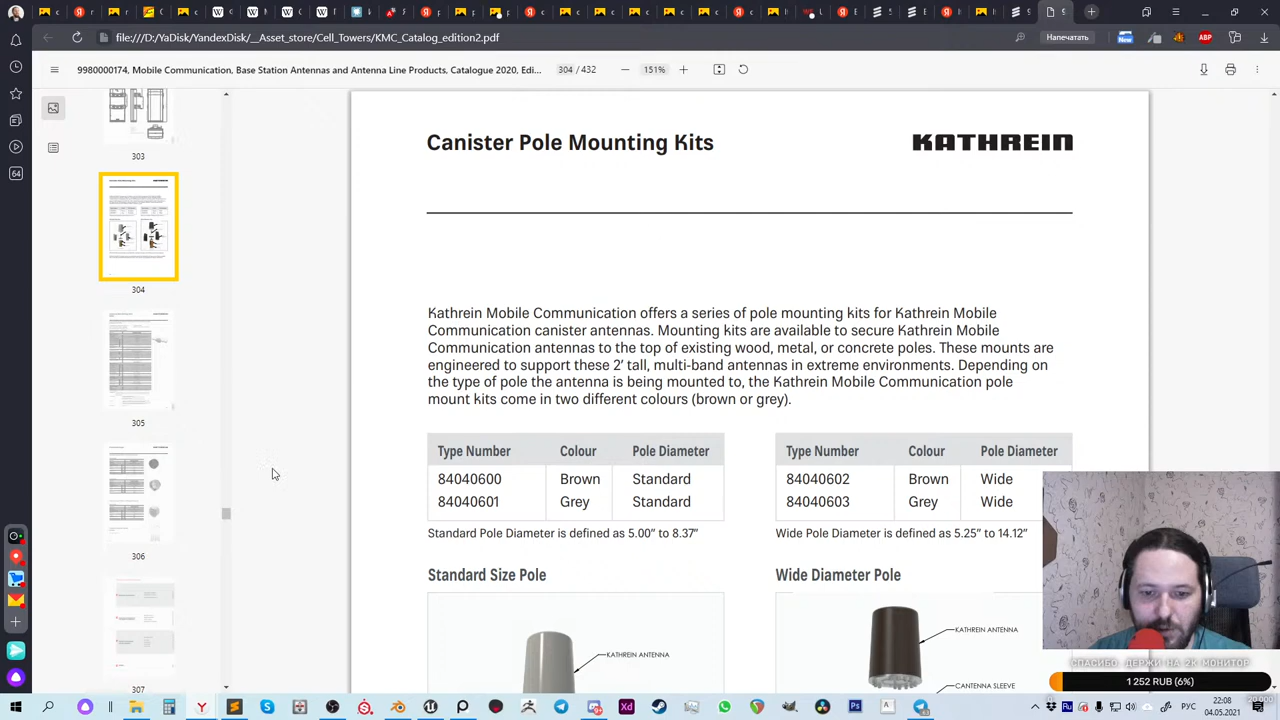 file:///D:/YaDisk/YandexDisk/__Asset_store/Cell_Towers/KMC_Catalog_edition2.pdf
Начинать
New
ABP
9980000174, Mobile Communication, Base Station Antennas and Antenna Line Products, Catalogue 2020, Edi...
304 / 432
151%
64
303
304
305
306
307
Canister Pole Mounting Kits
KATHREIN
Kathrein Mobile Communication offers a series of pole mounting kits for Kathrein Mobile
Communication canister antennas. Mounting kits are available to secure Kathrein Mobile
Communication antennas to the top of existing wood, metal, or concrete poles. These mounts are
engineered to support these 2' tall, multi-band antennas in extreme environments. Depending on
the type of pole the antenna is being mounted to, the Kathrein Mobile Communication pole
mount kits come in two different colours (brown or grey).
Type Number Colour Pole Diameter
84040600 Brown Standard
84040601 Grey Standard
Standard Pole Diameter is defined as 5.00" to 8.37"
Type Number Colour Pole Diameter
84040602 Brown Wide
84040603 Grey Wide
Wide Pole Diameter is defined as 5.25" to 14.12"
Standard Size Pole
KATHREIN ANTENNA
Wide Diameter Pole
KATHREIN ANTENNA
CANTENNA SLEEVE
СПАСИБО. ДЕРЖИ НА 2К МОНИТОР
1 252 RUB (6%)
РУС
22:08
04.05.2021